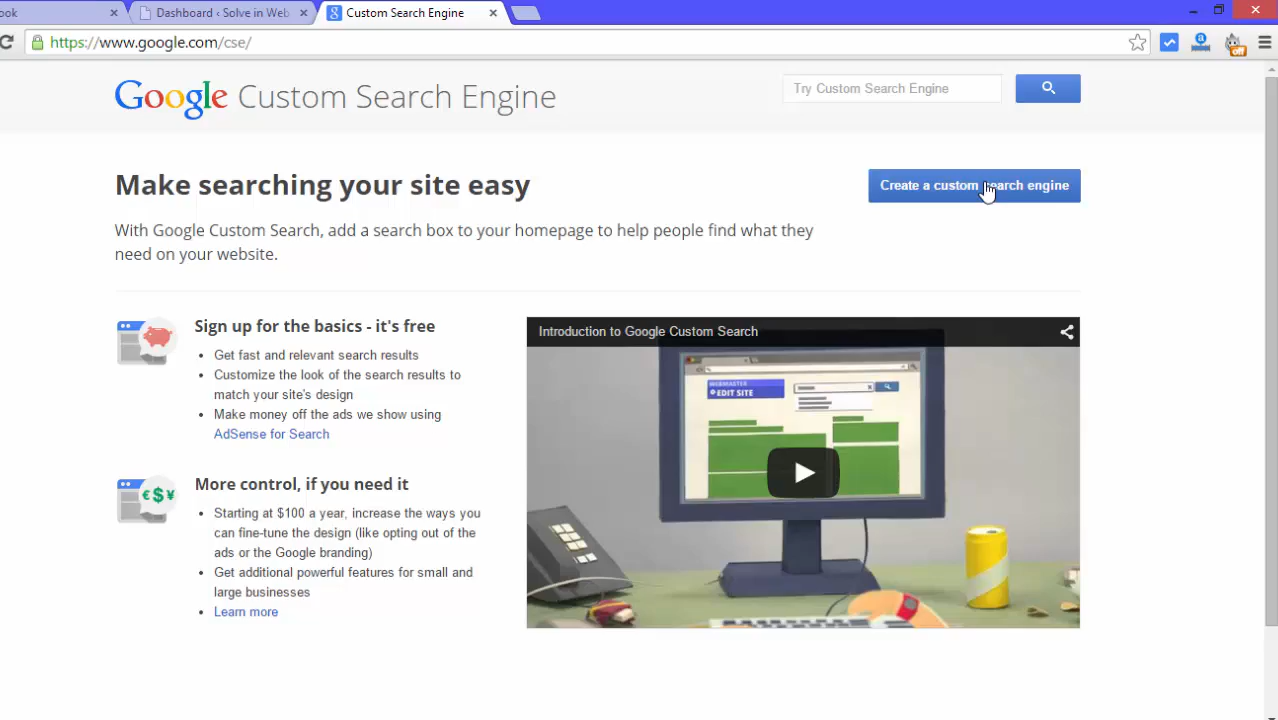 ook
Dashboard ‹ Solve in Web
Custom Search Engine
https://www.google.com/cse/
Google Custom Search Engine
Try Custom Search Engine
Make searching your site easy
Create a custom search engine
With Google Custom Search, add a search box to your homepage to help people find what they
need on your website.
Sign up for the basics - it's free
• Get fast and relevant search results
• Customize the look of the search results to
match your site's design
• Make money off the ads we show using
AdSense for Search
More control, if you need it
• Starting at $100 a year, increase the ways you
can fine-tune the design (like opting out of the
ads or the Google branding)
• Get additional powerful features for small and
large businesses
• Learn more
Introduction to Google Custom Search
WEBMASTER
EDIT SITE
off